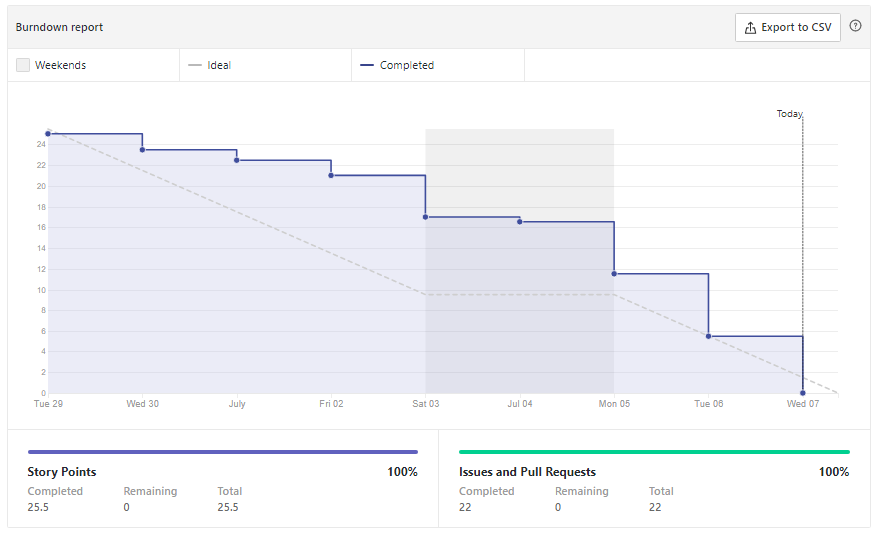 Burndown report
Export to CSV
Weekends
Ideal
Completed
Today
24
22
20
18
16
14
12
10
8
6
4
2
0
Tue 29 Wed 30 July Fri 02 Sat 03 Jul 04 Mon 05 Tue 06 Wed 07
Story Points 100%
Completed Remaining Total
25.5 0 25.5
Issues and Pull Requests 100%
Completed Remaining Total
22 0 22